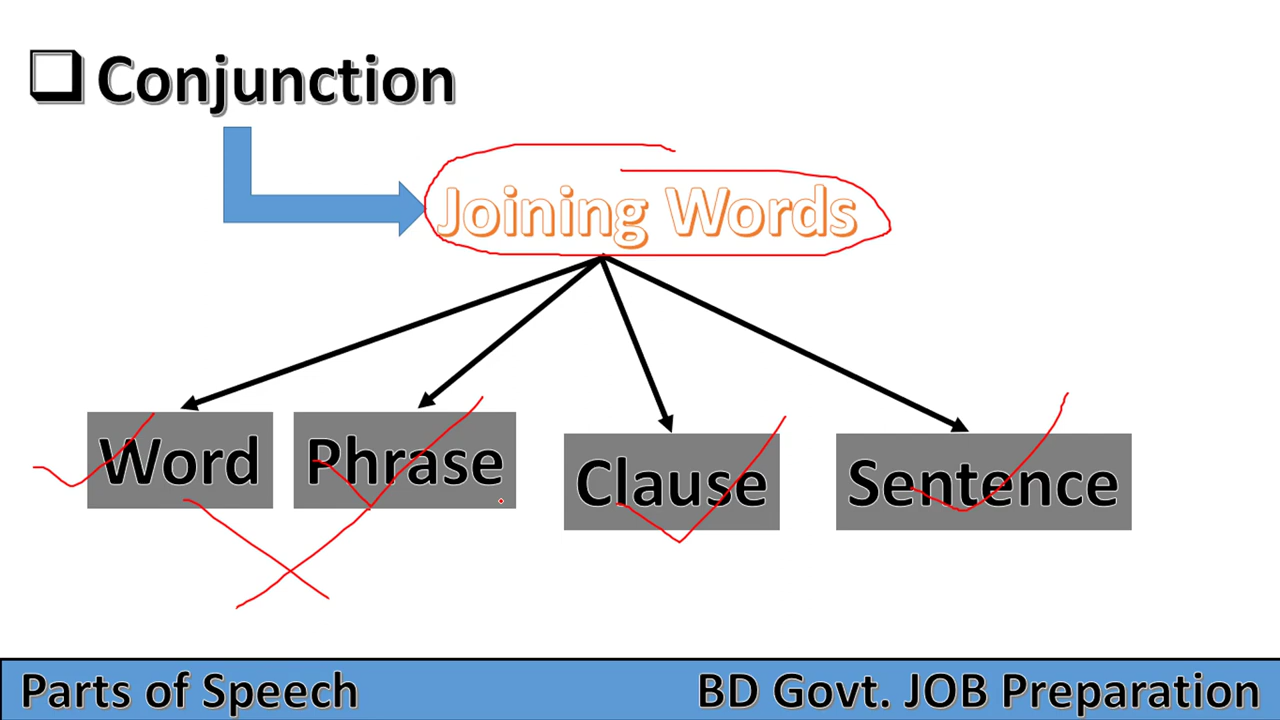 Conjunction
Joining Words
Word
Phrase
Clause
Sentence
Parts of Speech
BD Govt. JOB Preparation